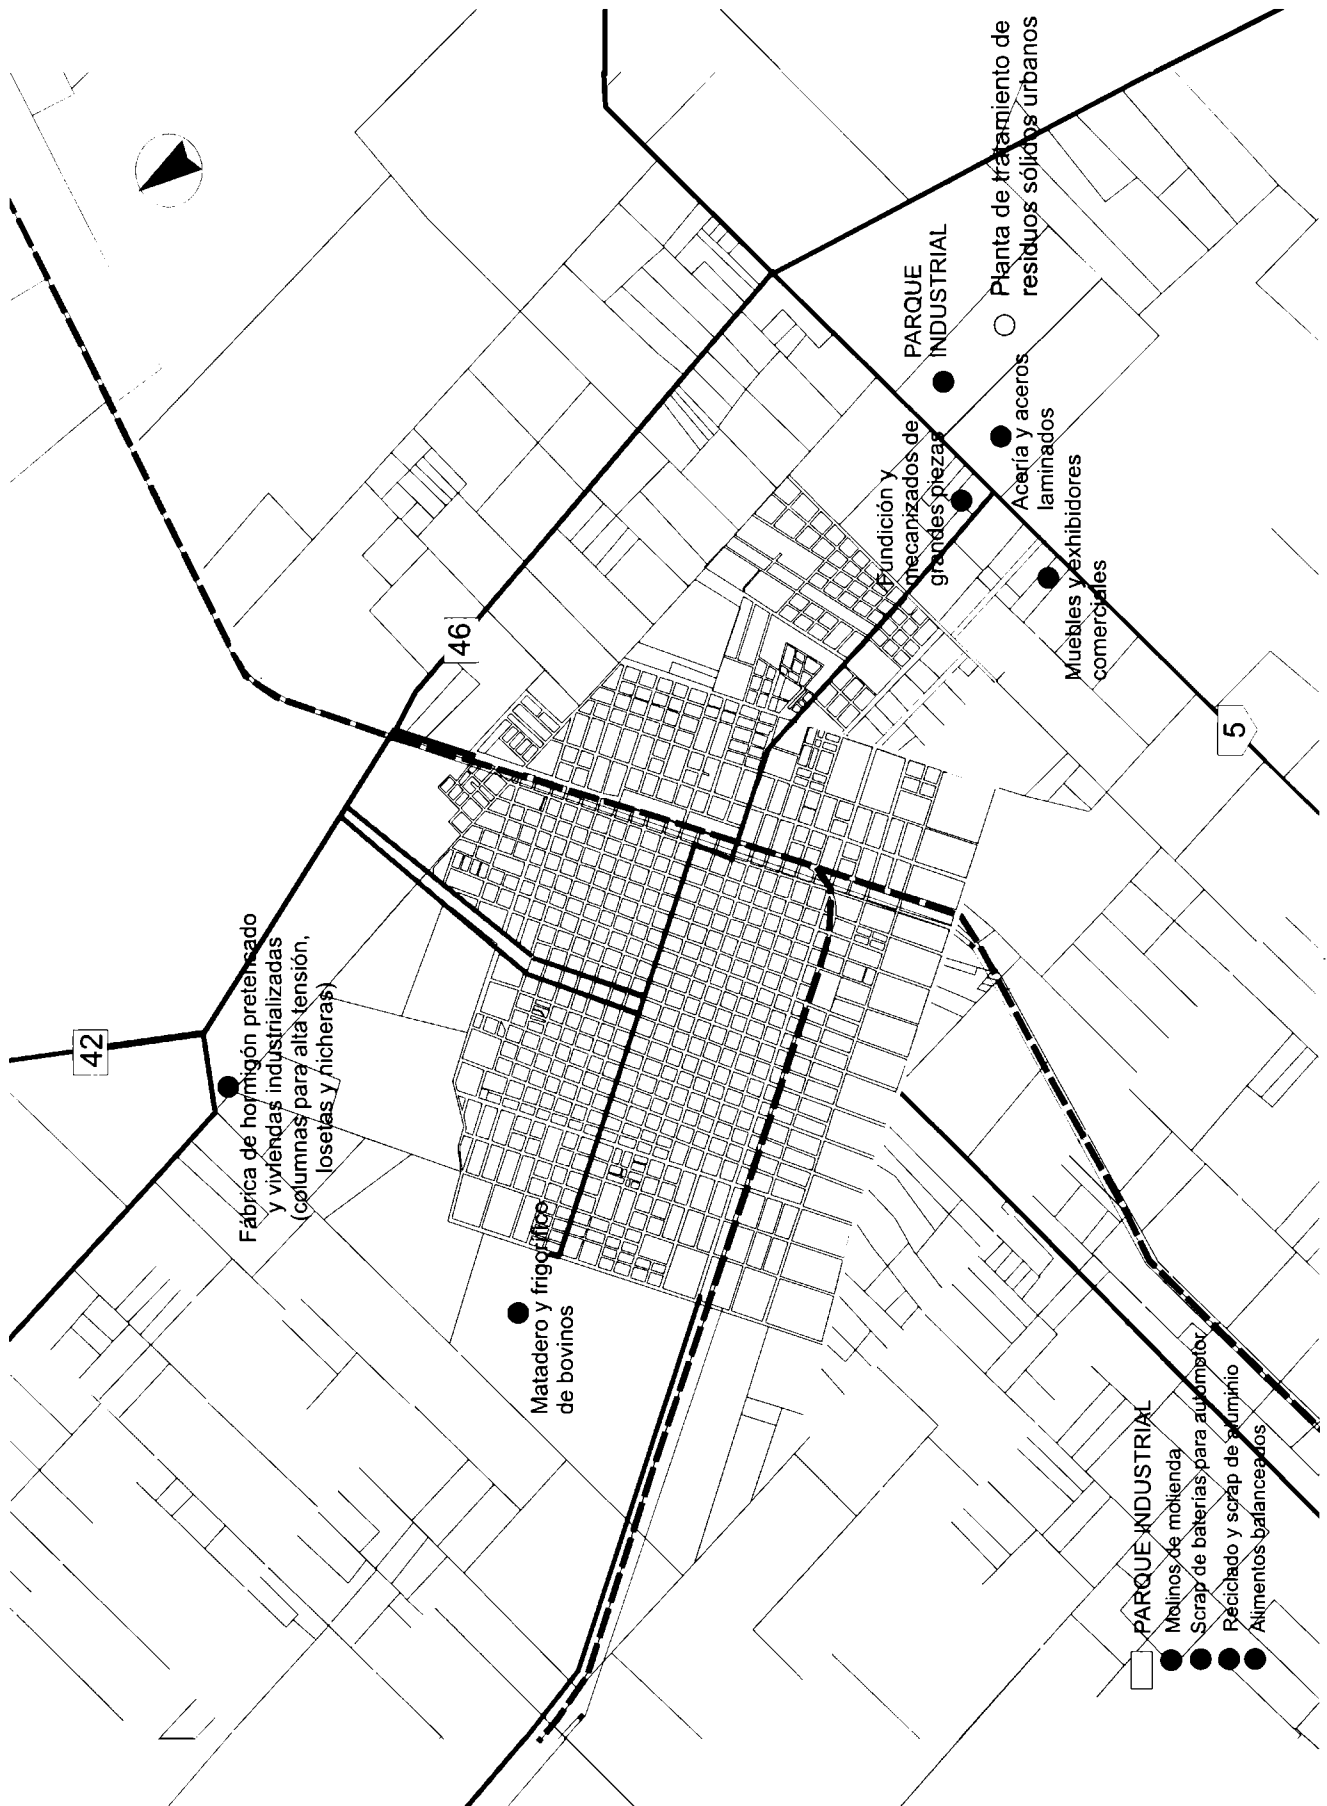 42
Fábrica de hormigón pretensado
y viviendas industrializadas
(columnas para alta tensión,
losetas y nicheras)
46
Matadero y frigorífico
de bovinos
Fundición y
mecanizados de
grandes piezas
PARQUE
INDUSTRIAL
Planta de tratamiento de
residuos sólidos urbanos
Acería y aceros
laminados
Muebles y exhibidores
comerciales
5
PARQUE INDUSTRIAL
Molinos de molienda
Scrap de baterías para automotor
Reciclado y scrap de aluminio
Alimentos balanceados